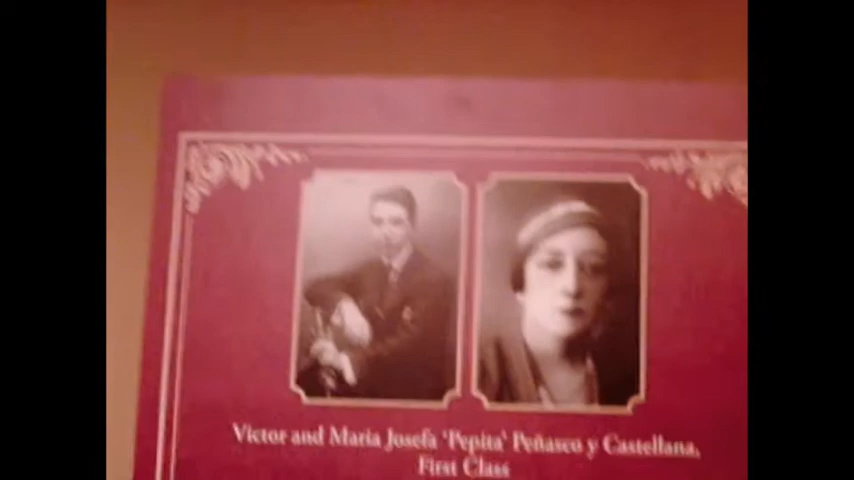 Victor and Maria Josefa 'Pepita' Peñasco y Castellana,
First Class